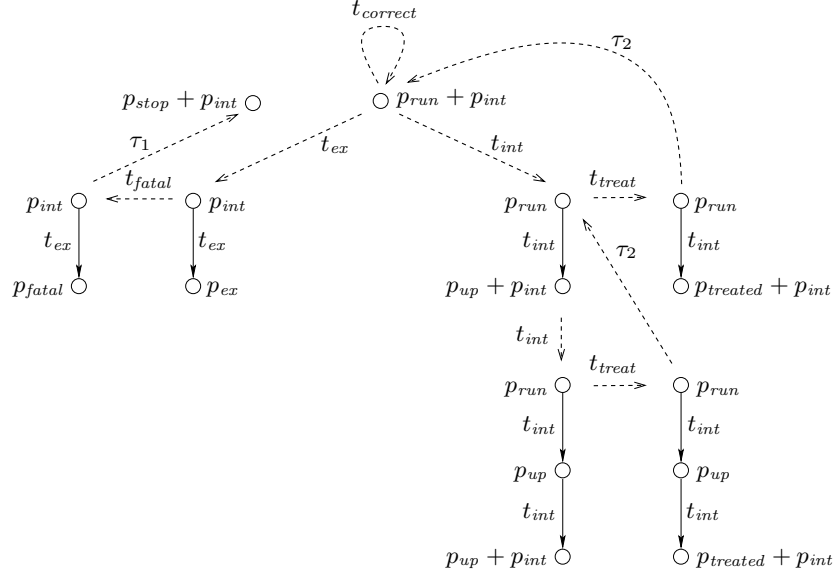 t_correct
τ_2
p_stop + p_int
p_run + p_int
τ_1
t_ex
t_int
t_fatal
t_treat
p_int
p_int
p_run
p_run
t_ex
t_ex
t_int
t_int
τ_2
p_fatal
p_ex
p_up + p_int
p_treated + p_int
t_int
t_treat
p_run
p_run
t_int
t_int
p_up
p_up
t_int
t_int
p_up + p_int
p_treated + p_int